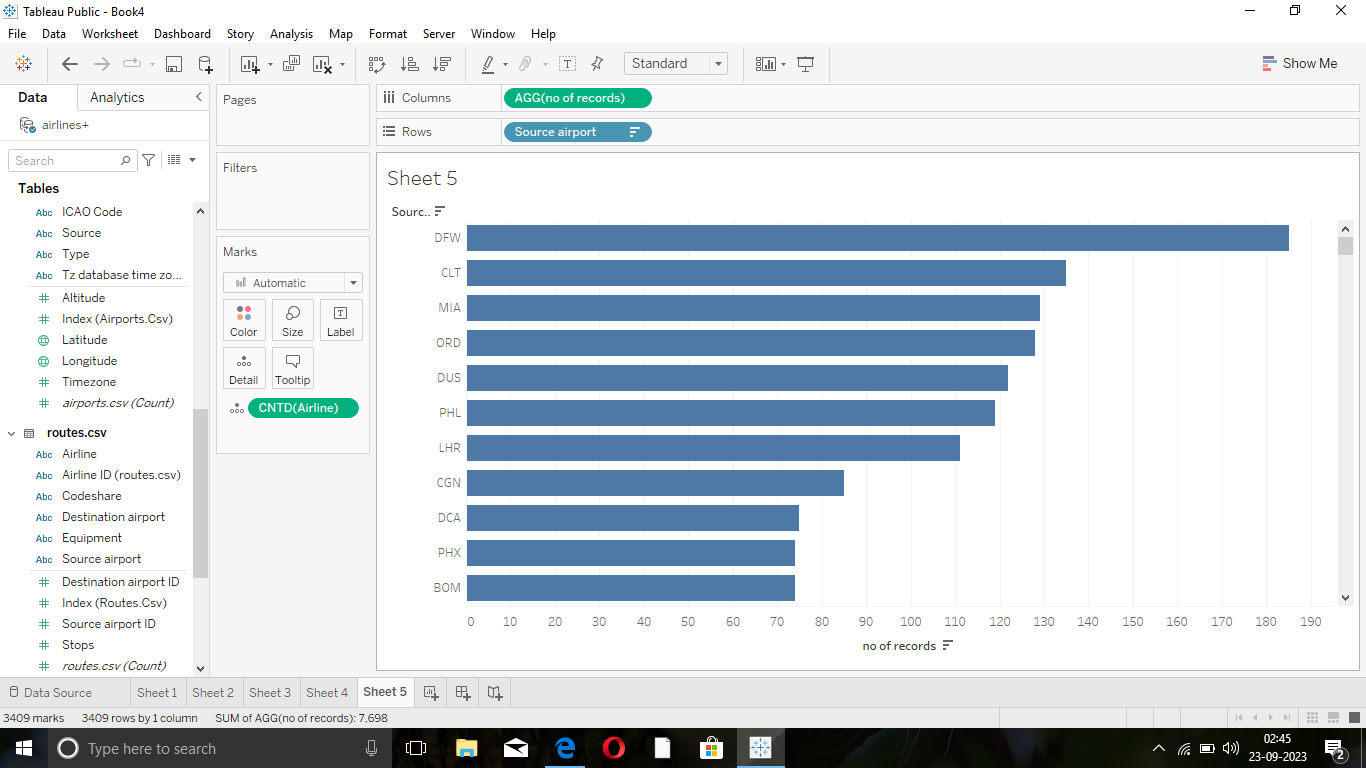 Tableau Public - Book4
File Data Worksheet Dashboard Story Analysis Map Format Server Window Help
Standard
Show Me
Data Analytics
airlines+
Search
Tables
Abc ICAO Code
Abc Source
Abc Type
Abc Tz database time zo...
# Altitude
# Index (Airports.Csv)
Latitude
Longitude
# Timezone
# airports.csv (Count)
routes.csv
Abc Airline
Abc Airline ID (routes.csv)
Abc Codeshare
Abc Destination airport
Abc Equipment
Abc Source airport
# Destination airport ID
# Index (Routes.Csv)
# Source airport ID
# Stops
# routes.csv (Count)
Pages
Filters
Marks
Automatic
Color Size Label
Detail Tooltip
CNTD(Airline)
Columns AGG(no of records)
Rows Source airport
Sheet 5
Sourc..
DFW
CLT
MIA
ORD
DUS
PHL
LHR
CGN
DCA
PHX
BOM
0 10 20 30 40 50 60 70 80 90 100 110 120 130 140 150 160 170 180 190
no of records
Data Source Sheet 1 Sheet 2 Sheet 3 Sheet 4 Sheet 5
3409 marks 3409 rows by 1 column SUM of AGG(no of records): 7,698
Type here to search
02:45
23-09-2023
2